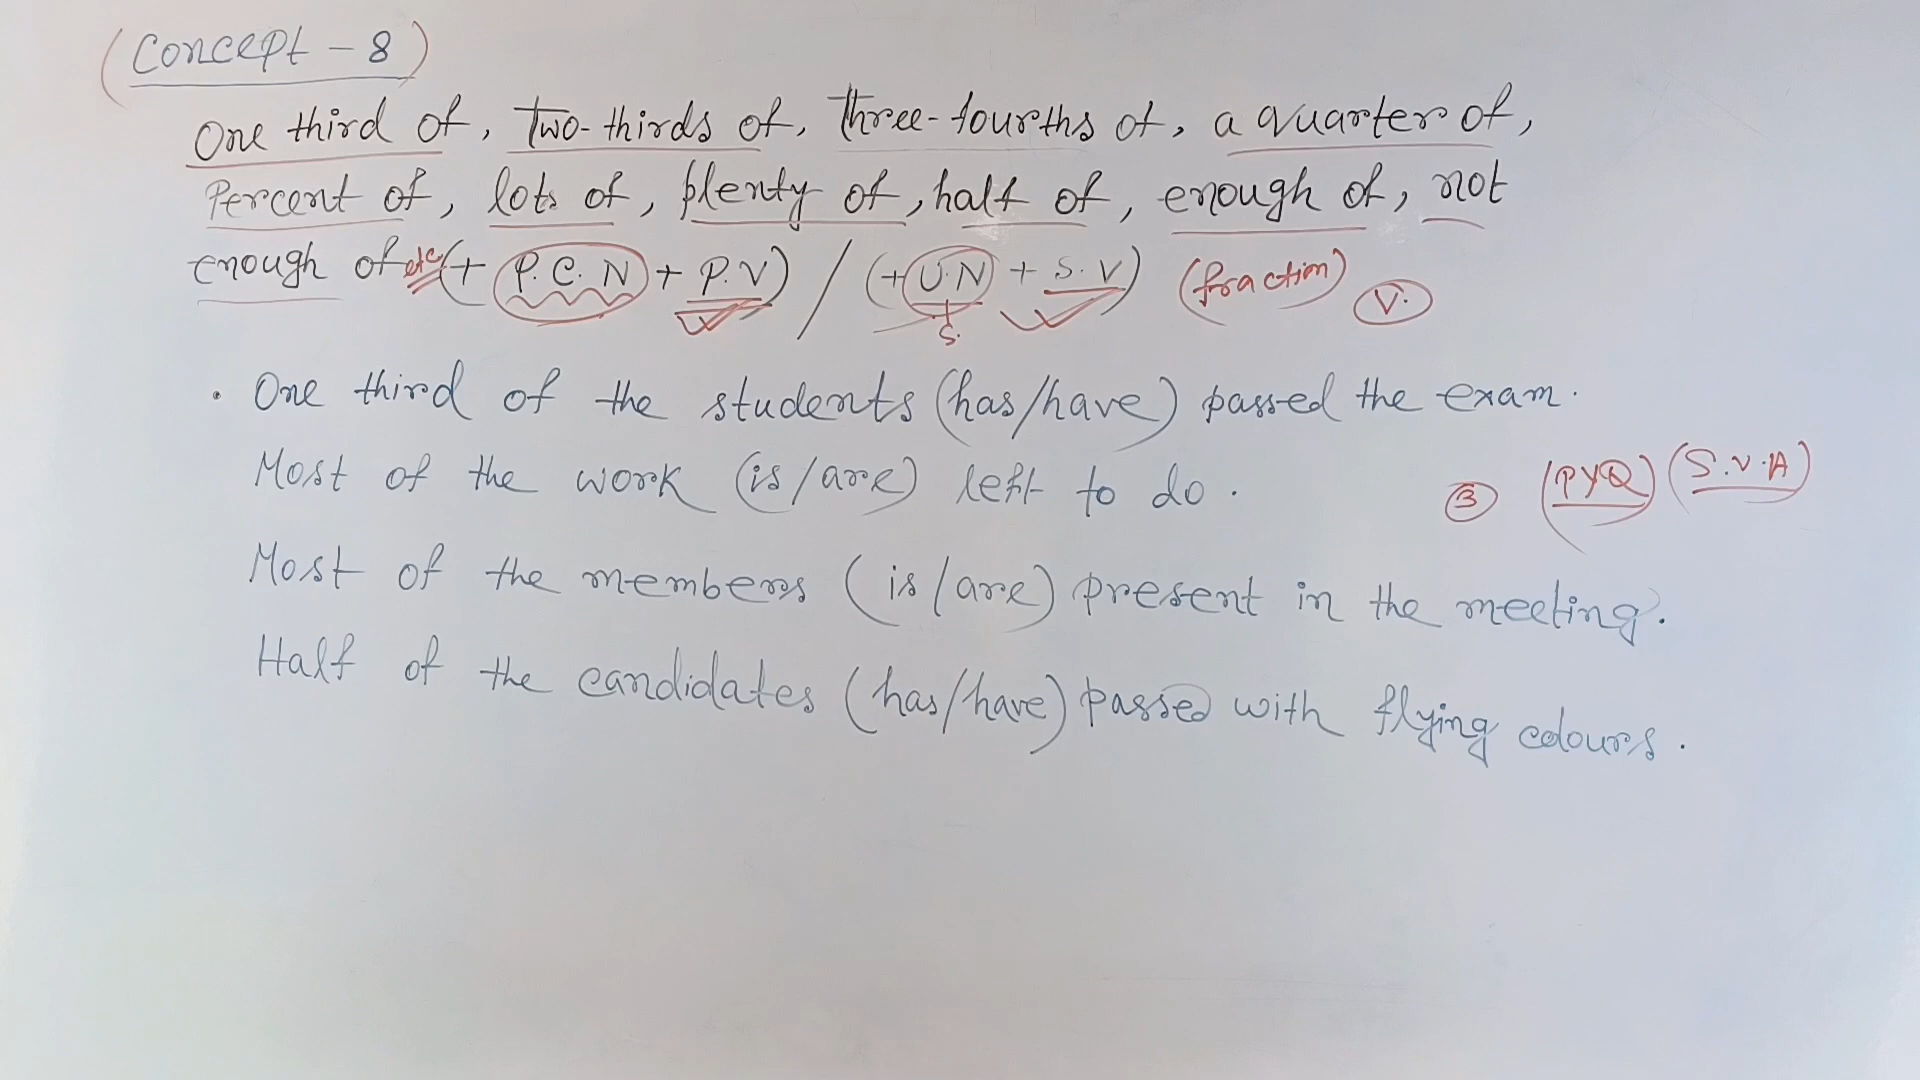 (Concept - 8)
One third of, Two-thirds of, Three-fourths of, a quarter of,
Percent of, lots of, plenty of, half of, enough of, not
enough of etc (+ P.C.N + P.V) / (+ U.N + S.V) (fraction) V.
S.
. One third of the students (has/have) passed the exam.
Most of the work (is/are) left to do.
③ (PYQ) (S.V.A)
Most of the members (is/are) present in the meeting.
Half of the candidates (has/have) passed with flying colours.